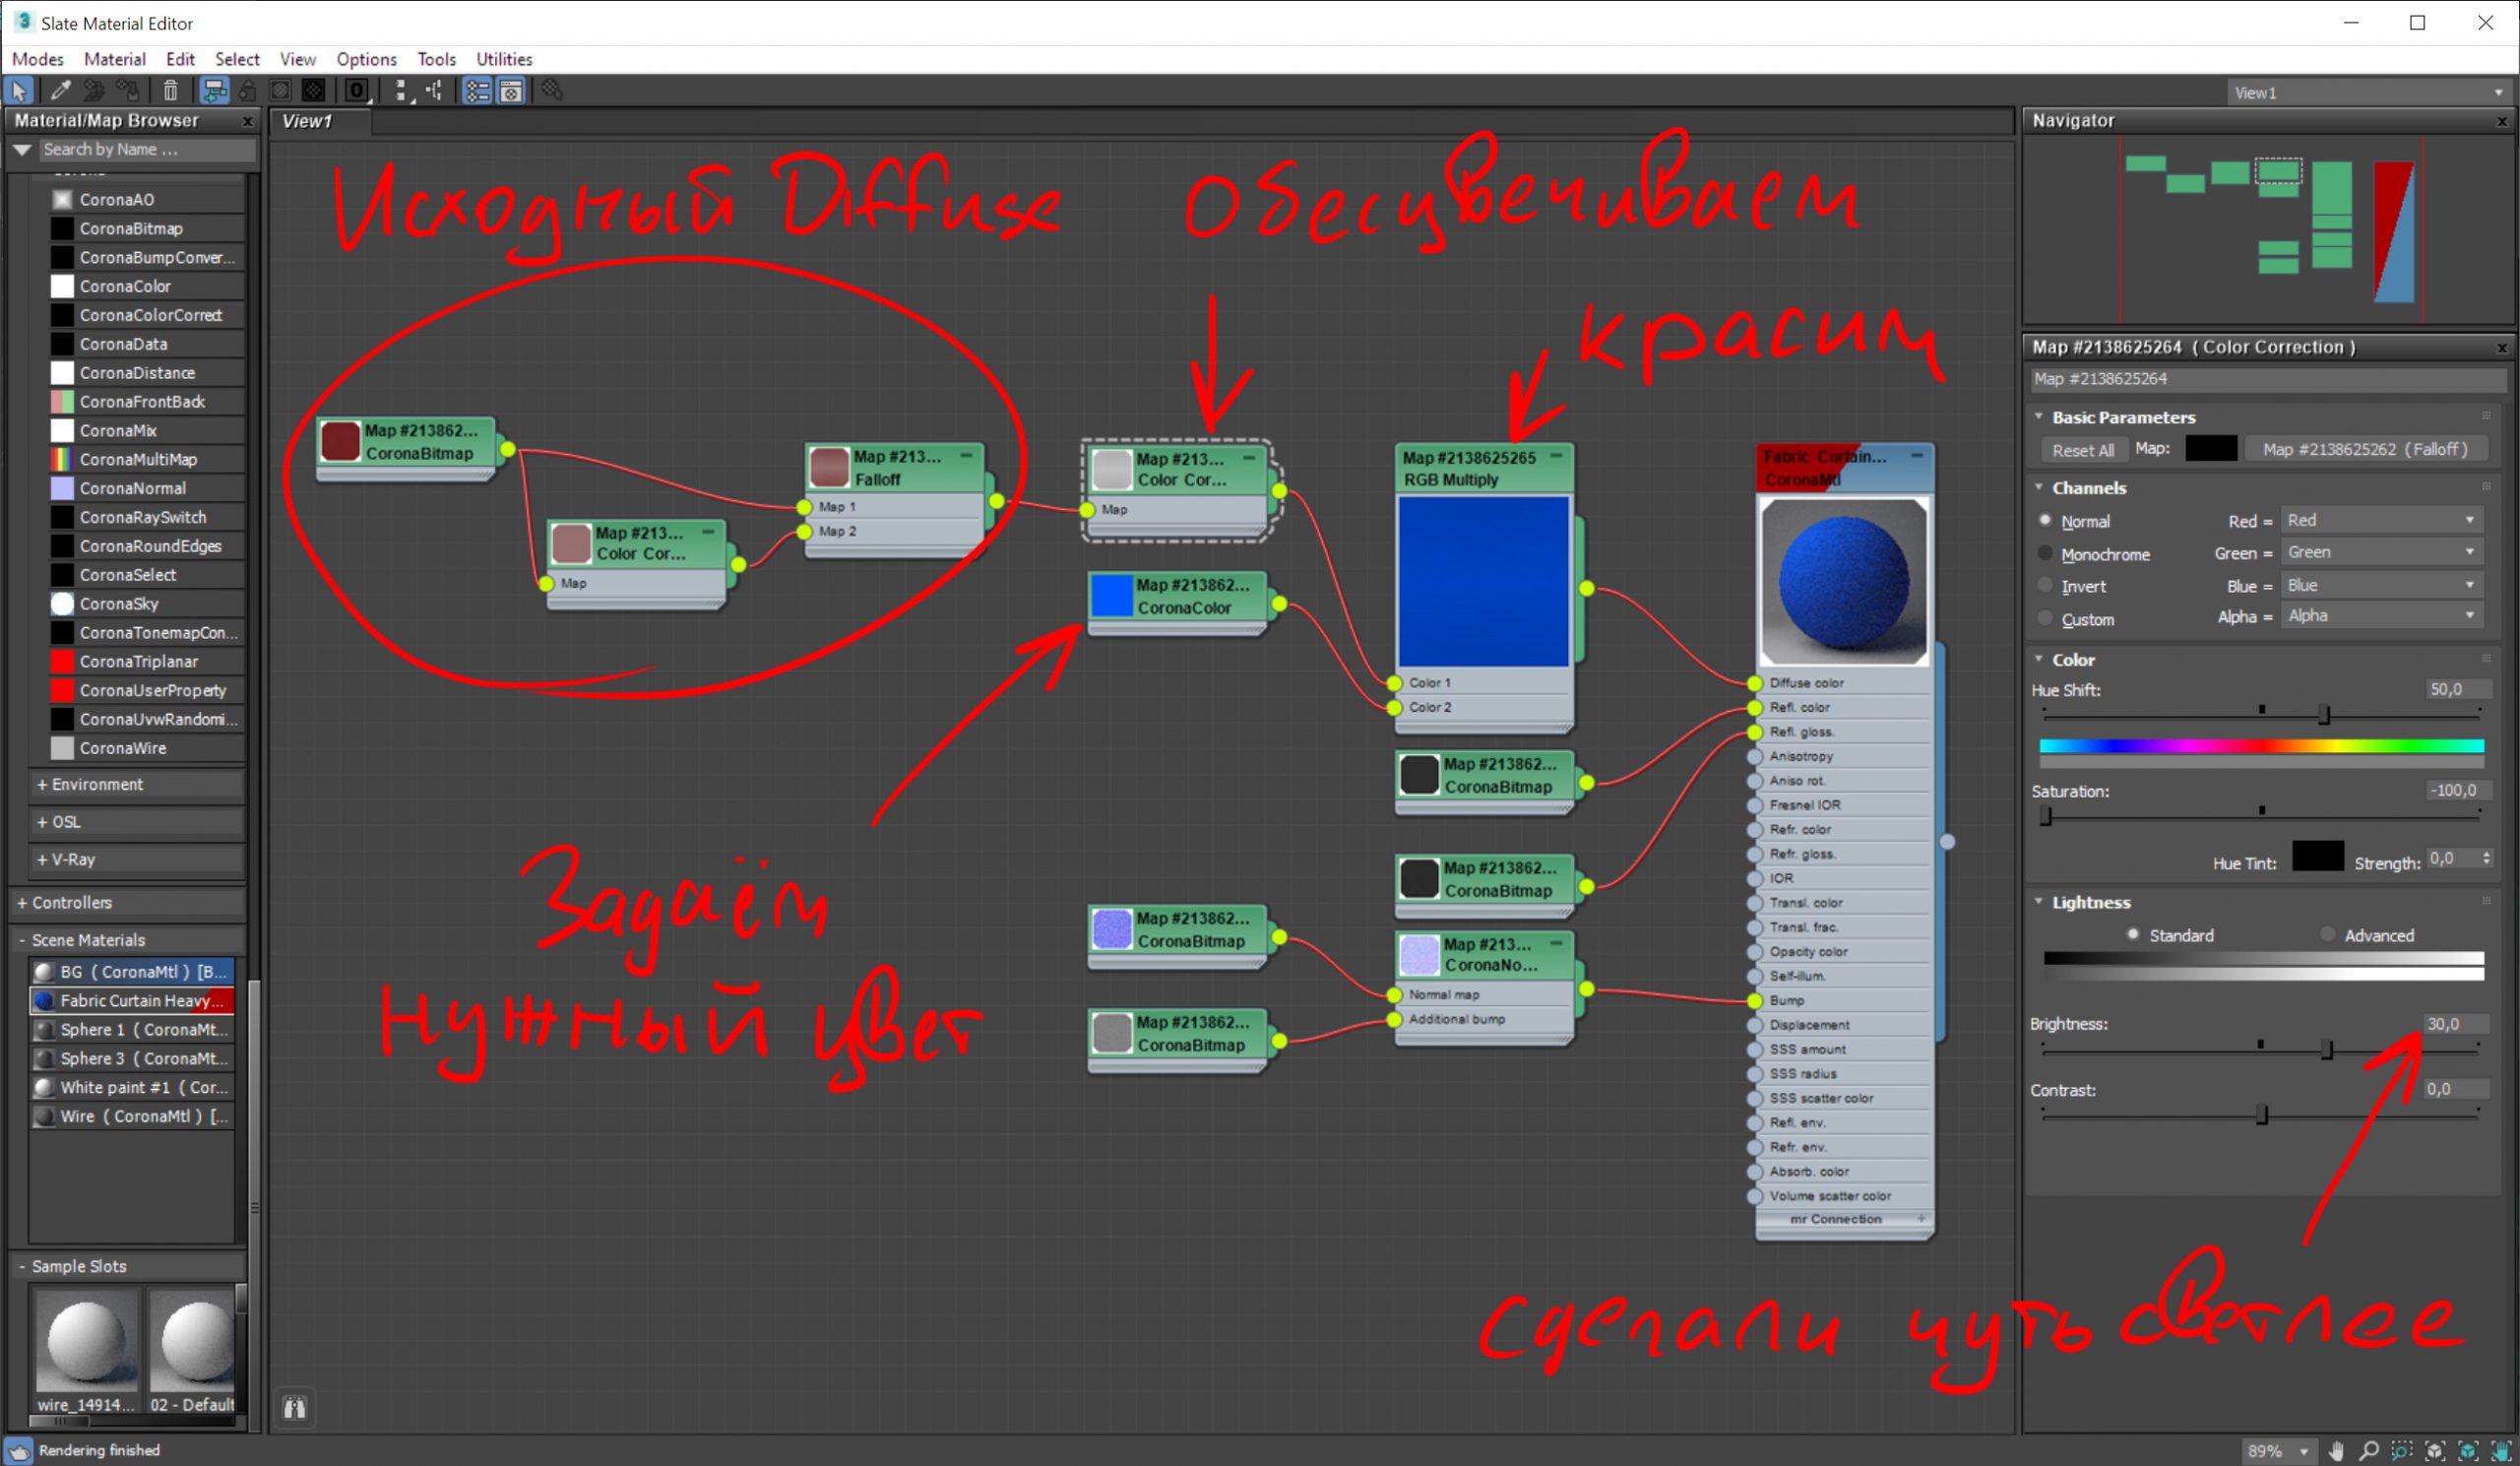 Slate Material Editor
Modes Material Edit Select View Options Tools Utilities
View1
Material/Map Browser
Search by Name ...
CoronaAO
CoronaBitmap
CoronaBumpConver...
CoronaColor
CoronaColorCorrect
CoronaData
CoronaDistance
CoronaFrontBack
CoronaMix
CoronaMultiMap
CoronaNormal
CoronaRaySwitch
CoronaRoundEdges
CoronaSelect
CoronaSky
CoronaTonemapCon...
CoronaTriplanar
CoronaUserProperty
CoronaUvwRandomi...
CoronaWire
+ Environment
+ OSL
+ V-Ray
+ Controllers
- Scene Materials
BG ( CoronaMtl ) [B...
Fabric Curtain Heavy...
Sphere 1 ( CoronaMt...
Sphere 3 ( CoronaMt...
White paint #1 ( Cor...
Wire ( CoronaMtl ) [...
- Sample Slots
wire_14914... 02 - Default
Rendering finished
View1
Исходный Diffuse
Обесцвечиваем
красим
Map #213862...
CoronaBitmap
Map #213...
Color Cor...
Map
Map #213...
Falloff
Map 1
Map 2
Map #213...
Color Cor...
Map
Map #213862...
CoronaColor
Map #2138625265
RGB Multiply
Color 1
Color 2
Map #213862...
CoronaBitmap
Map #213862...
CoronaBitmap
Map #213862...
CoronaBitmap
Map #213862...
CoronaBitmap
Map #213...
CoronaNo...
Normal map
Additional bump
Fabric Curtain...
CoronaMtl
Diffuse color
Refl. color
Refl. gloss.
Anisotropy
Aniso rot.
Fresnel IOR
Refr. color
Refr. gloss.
IOR
Transl. color
Transl. frac.
Opacity color
Self-illum.
Bump
Displacement
SSS amount
SSS radius
SSS scatter color
Refl. env.
Refr. env.
Absorb. color
Volume scatter color
mr Connection +
Задаём
нужный цвет
сделали чуть светлее
Navigator
Map #2138625264 ( Color Correction )
Map #2138625264
Basic Parameters
Reset All Map: Map #2138625262 ( Falloff )
Channels
Normal Red = Red
Monochrome Green = Green
Invert Blue = Blue
Custom Alpha = Alpha
Color
Hue Shift: 50,0
Saturation: -100,0
Hue Tint: Strength: 0,0
Lightness
Standard Advanced
Brightness: 30,0
Contrast: 0,0
89%